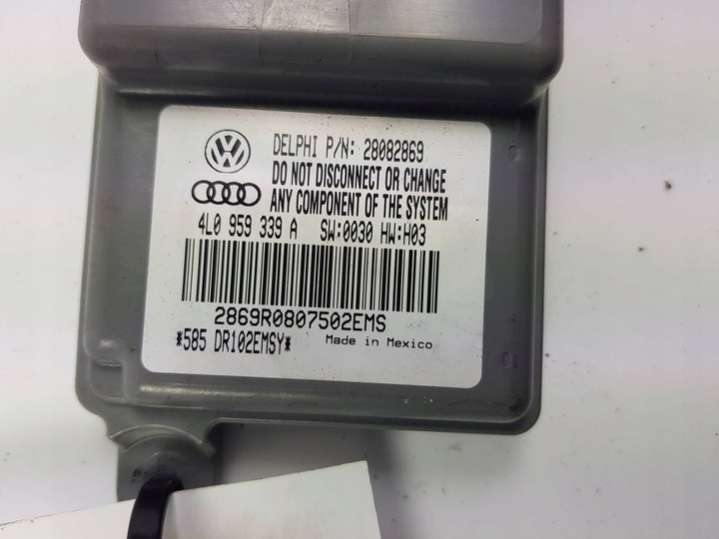 DELPHI P/N: 28082869
DO NOT DISCONNECT OR CHANGE
ANY COMPONENT OF THE SYSTEM
4L0 959 339 A SW:0030 HW:H03
2869R0807502EMS
*585 DR102EMSY*
Made in Mexico